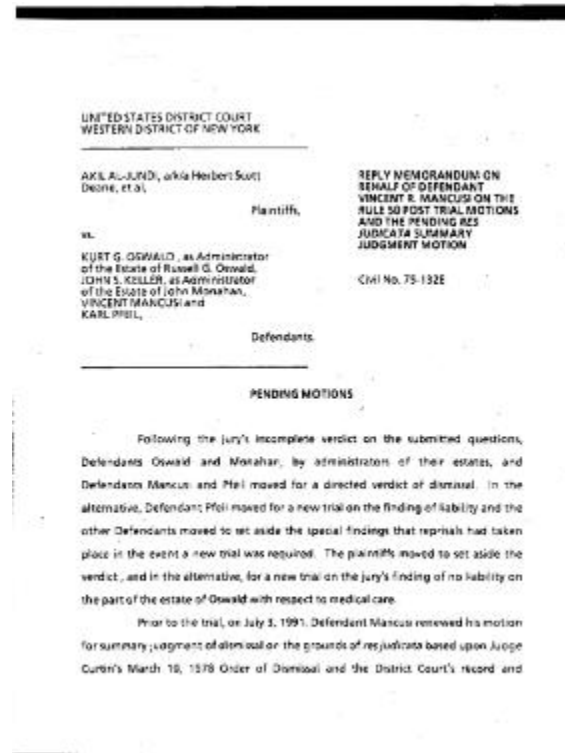 UNITED STATES DISTRICT COURT
WESTERN DISTRICT OF NEW YORK
AKIL AL-JUNDI, a/k/a Herbert Scott
Deane, et al,
Plaintiffs,
vs.
KURT G. OSWALD, as Administrator
of the Estate of Russell G. Oswald,
JOHN S. KELLER, as Administrator
of the Estate of John Monahan,
VINCENT MANCUSI and
KARL PFEIL,
Defendants.
REPLY MEMORANDUM ON
BEHALF OF DEFENDANT
VINCENT R. MANCUSI ON THE
RULE 50 POST TRIAL MOTIONS
AND THE PENDING RES
JUDICATA SUMMARY
JUDGMENT MOTION
Civil No. 75-132E
PENDING MOTIONS
Following the jury's incomplete verdict on the submitted questions,
Defendants Oswald and Monahan, by administrators of their estates, and
Defendants Mancusi and Pfeil moved for a directed verdict of dismissal. In the
alternative, Defendant Pfeil moved for a new trial on the finding of liability and the
other Defendants moved to set aside the special findings that reprisals had taken
place in the event a new trial was required. The plaintiffs moved to set aside the
verdict, and in the alternative, for a new trial on the jury's finding of no liability on
the part of the estate of Oswald with respect to medical care.
Prior to the trial, on July 3, 1991, Defendant Mancusi renewed his motion
for summary judgment of dismissal on the grounds of res judicata based upon Judge
Curtin's March Order of Dismissal and the District Court's record and